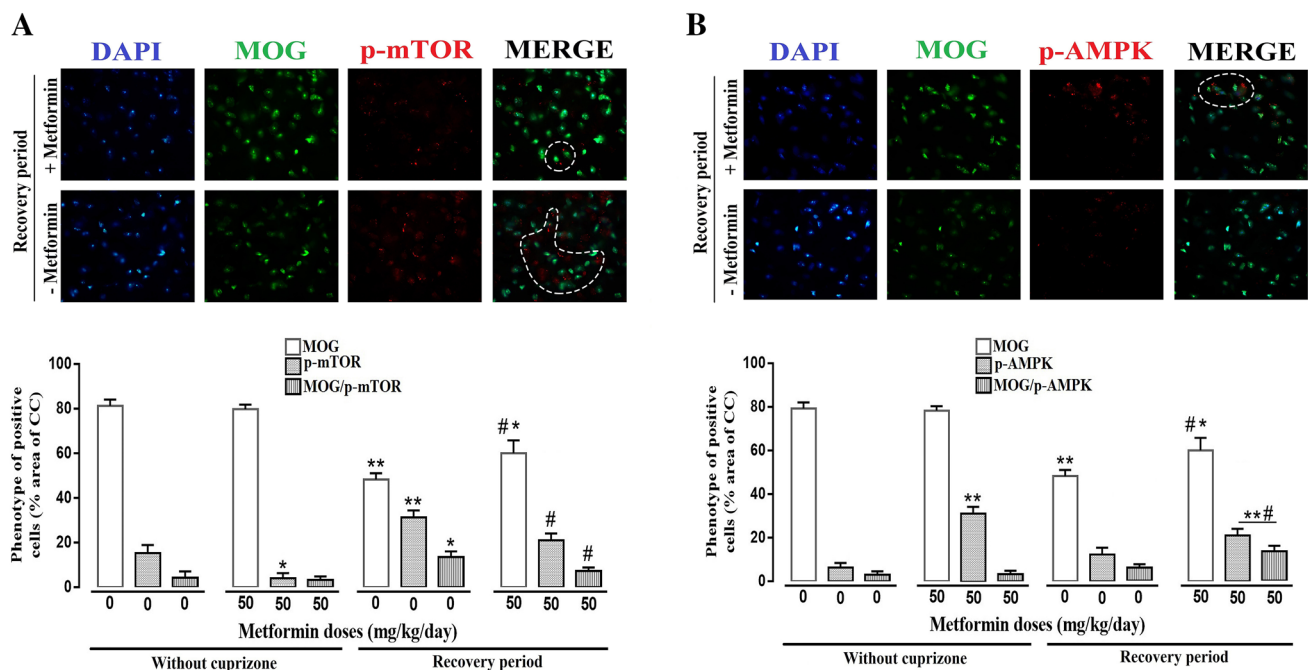 A
DAPI MOG p-mTOR MERGE
Recovery period
+ Metformin
- Metformin
MOG
p-mTOR
MOG/p-mTOR
Phenotype of positive
cells (% area of CC)
100
80
60
40
20
0
*
**
**
*
# *
#
#
0 0 0 50 50 50 0 0 0 50 50 50
Metformin doses (mg/kg/day)
Without cuprizone Recovery period
B
DAPI MOG p-AMPK MERGE
Recovery period
+ Metformin
- Metformin
MOG
p-AMPK
MOG/p-AMPK
Phenotype of positive
cells (% area of CC)
100
80
60
40
20
0
**
**
# *
**#
0 0 0 50 50 50 0 0 0 50 50 50
Metformin doses (mg/kg/day)
Without cuprizone Recovery period